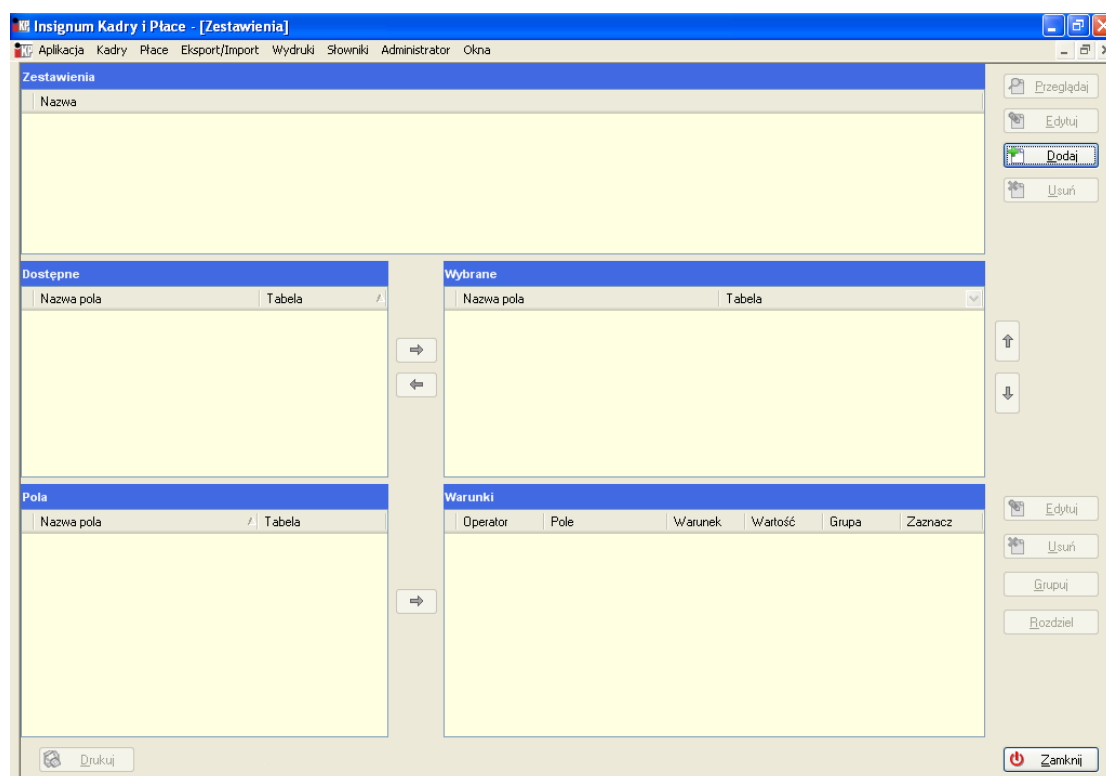 Insignum Kadry i Płace - [Zestawienia]
Aplikacja Kadry Płace Eksport/Import Wydruki Słowniki Administrator Okna
Zestawienia
Nazwa
Przeglądaj
Edytuj
Dodaj
Usuń
Dostępne
Nazwa pola Tabela
Wybrane
Nazwa pola Tabela
Pola
Nazwa pola Tabela
Warunki
Operator Pole Warunek Wartość Grupa Zaznacz
Edytuj
Usuń
Grupuj
Rozdziel
Drukuj
Zamknij